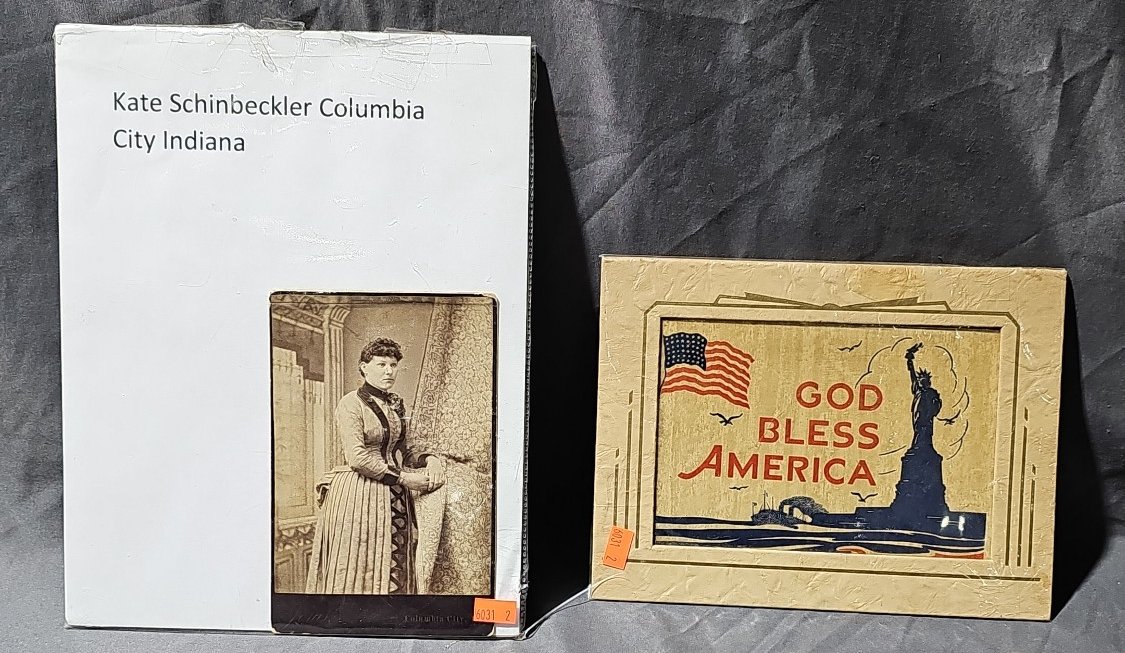 Kate Schinbeckler Columbia
City Indiana
Columbia City,
6031 2
GOD
BLESS
AMERICA
6031 2